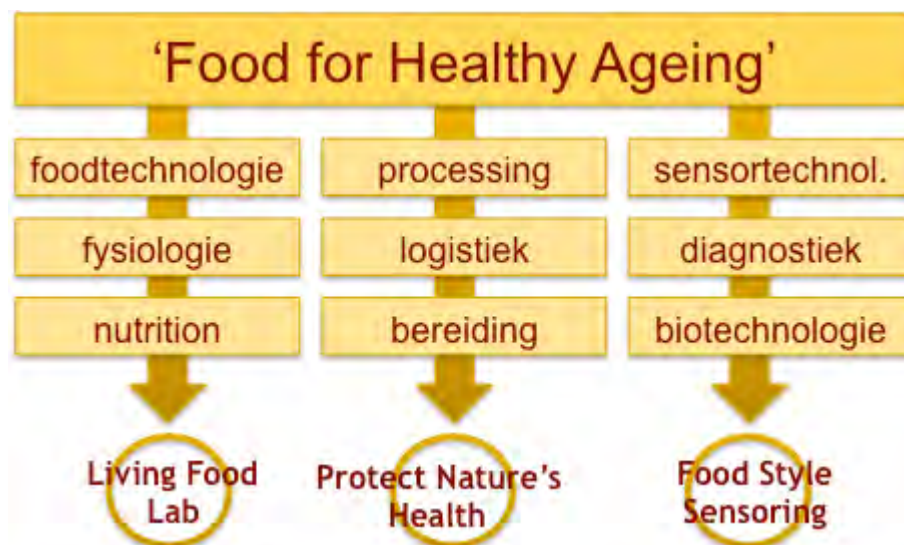 ‘Food for Healthy Ageing’
foodtechnologie
fysiologie
nutrition
Living Food
Lab
processing
logistiek
bereiding
Protect Nature’s
Health
sensortechnol.
diagnostiek
biotechnologie
Food Style
Sensoring